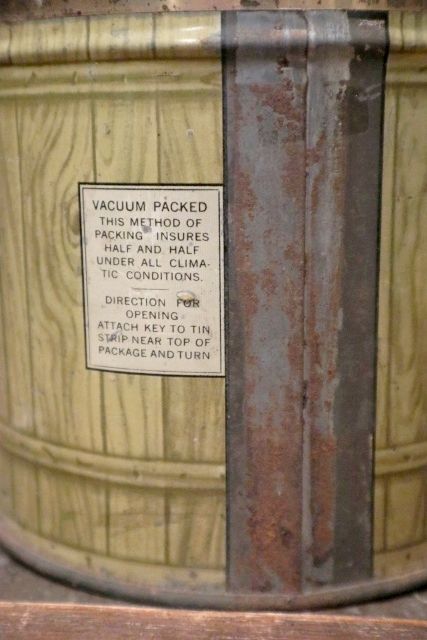 VACUUM PACKED
THIS METHOD OF
PACKING INSURES
HALF AND HALF
UNDER ALL CLIMA-
TIC CONDITIONS.
DIRECTION FOR
OPENING
ATTACH KEY TO TIN
STRIP NEAR TOP OF
PACKAGE AND TURN